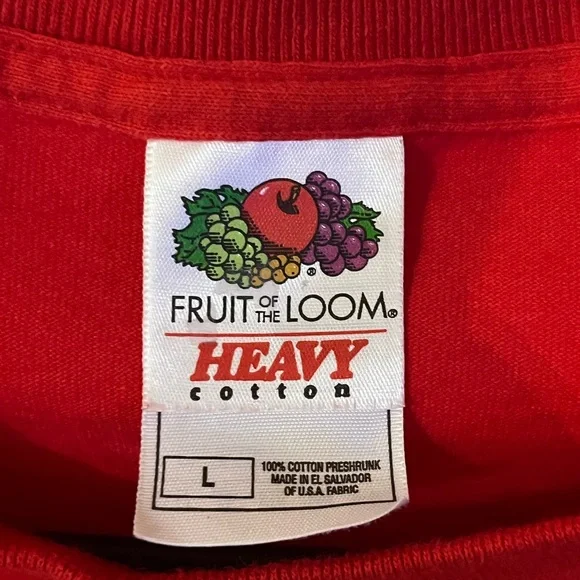 FRUIT OF THE LOOM®
HEAVY
cotton
L
100% COTTON PRESHRUNK
MADE IN EL SALVADOR
OF U.S.A. FABRIC